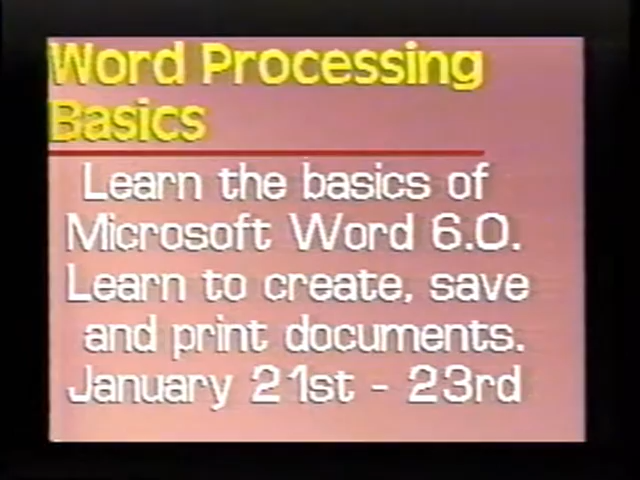 Word Processing
Basics
Learn the basics of
Microsoft Word 6.0.
Learn to create, save
and print documents.
January 21st - 23rd